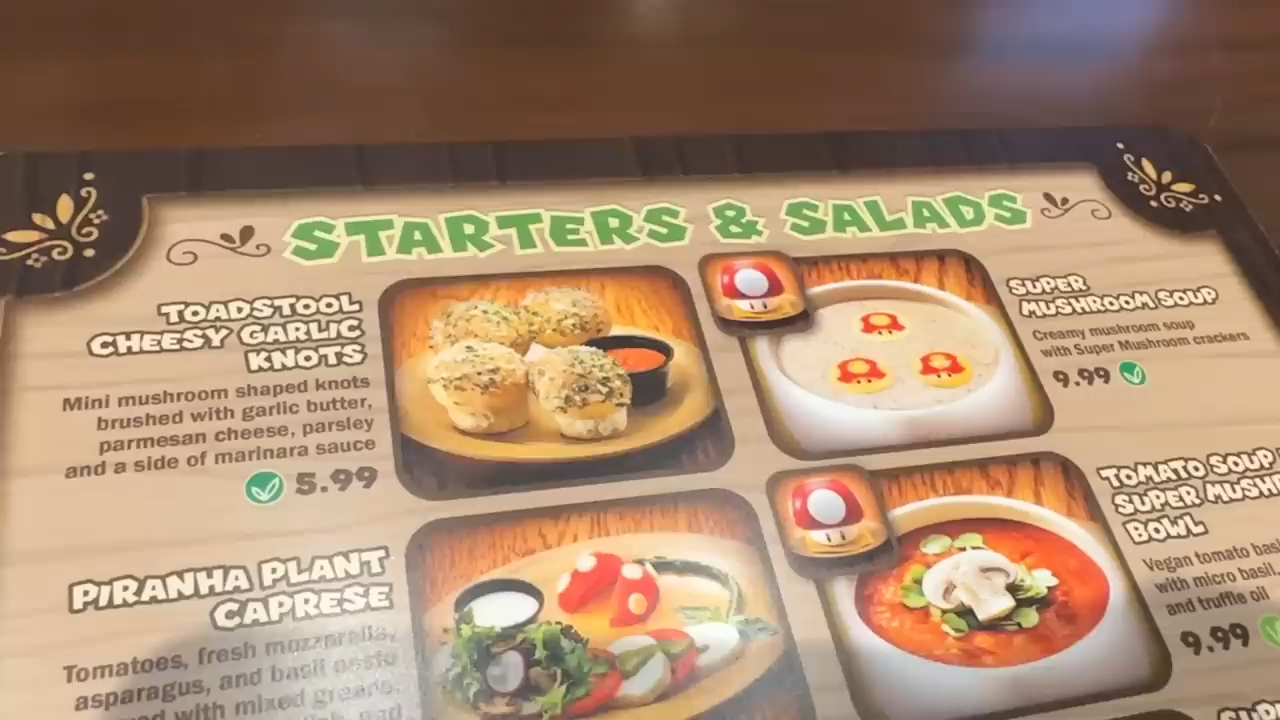 STARTERS & SALADS
TOADSTOOL
CHEESY GARLIC
KNOTS
Mini mushroom shaped knots
brushed with garlic butter,
parmesan cheese, parsley
and a side of marinara sauce
5.99
SUPER
MUSHROOM SOUP
Creamy mushroom soup
with Super Mushroom crackers
9.99
PIRANHA PLANT
CAPRESE
Tomatoes, fresh mozzarella,
asparagus, and basil pesto
with mixed greens,
TOMATO SOUP
SUPER
BOWL
Vegan tomato
with micro basil,
and truffle oil
9.99